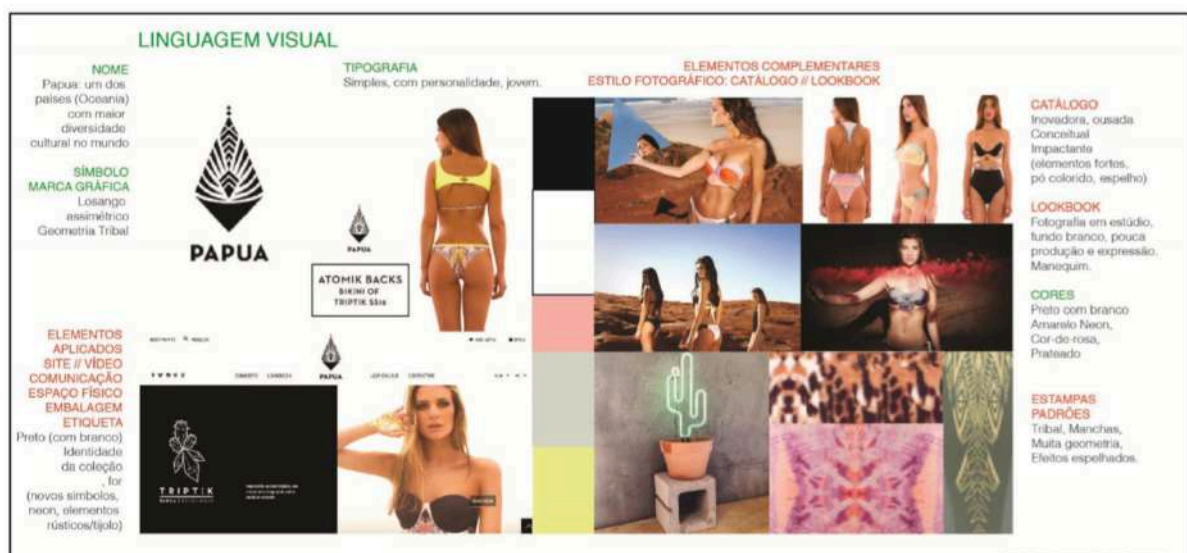 LINGUAGEM VISUAL
NOME
Papua: um dos
países (Oceania)
com maior
diversidade
cultural no mundo
SÍMBOLO
MARCA GRÁFICA
Losango
assimétrico
Geometria Tribal
TIPOGRAFIA
Simples, com personalidade, jovem.
PAPUA
PAPUA
ATOMIK BACKS
BIKINI OF
TRIPTIK SS16
ELEMENTOS COMPLEMENTARES
ESTILO FOTOGRÁFICO: CATÁLOGO // LOOKBOOK
CATÁLOGO
Inovadora, ousada
Conceitual
Impactante
(elementos fortes,
pó colorido, espelho)
LOOKBOOK
Fotografia em estúdio,
fundo branco, pouca
produção e expressão.
Manequim.
CORES
Preto com branco
Amarelo Neon,
Cor-de-rosa,
Prateado
ESTAMPAS
PADRÕES
Tribal, Manchas,
Muita geometria,
Efeitos espelhados.
ELEMENTOS
APLICADOS
SITE // VÍDEO
COMUNICAÇÃO
ESPAÇO FÍSICO
EMBALAGEM
ETIQUETA
Preto (com branco)
Identidade
da coleção
, for
(novos símbolos,
neon, elementos
rústicos/tijolo)
PAPUA
TRIPTIK